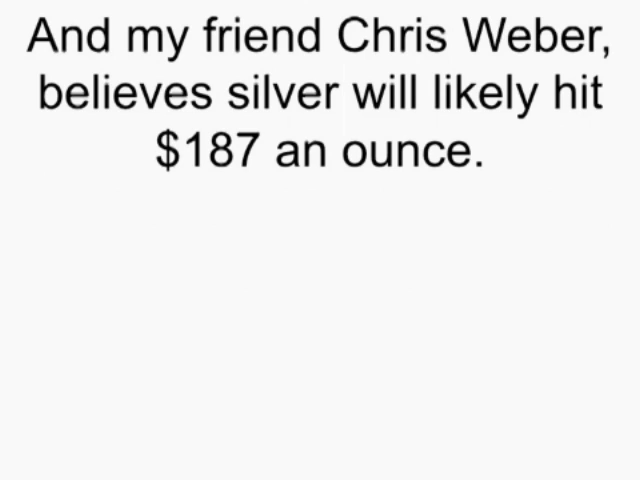 And my friend Chris Weber,
believes silver will likely hit
$187 an ounce.